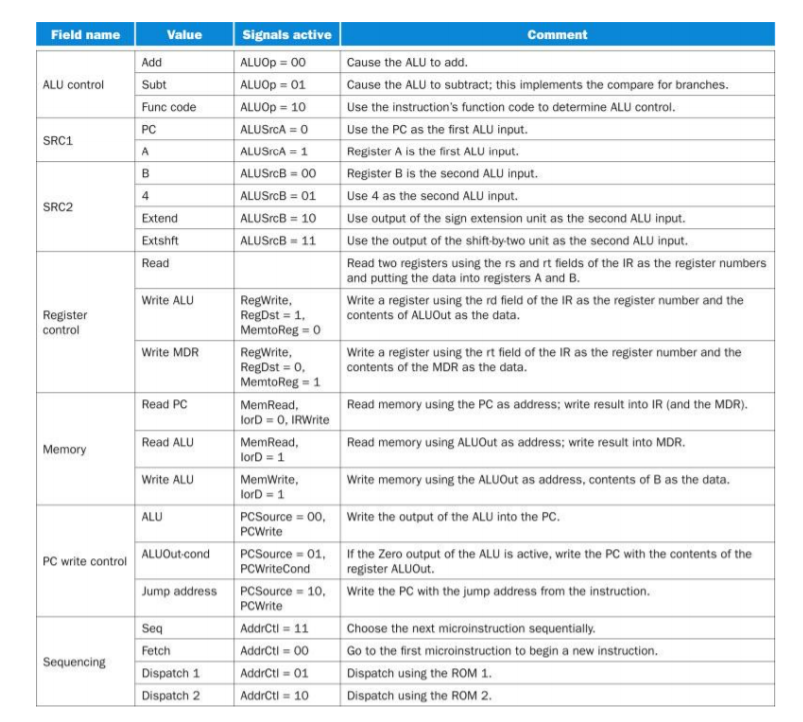 Field name Value Signals active Comment
ALU control Add ALUOp = 00 Cause the ALU to add.
Subt ALUOp = 01 Cause the ALU to subtract; this implements the compare for branches.
Func code ALUOp = 10 Use the instruction's function code to determine ALU control.
SRC1 PC ALUSrcA = 0 Use the PC as the first ALU input.
A ALUSrcA = 1 Register A is the first ALU input.
SRC2 B ALUSrcB = 00 Register B is the second ALU input.
4 ALUSrcB = 01 Use 4 as the second ALU input.
Extend ALUSrcB = 10 Use output of the sign extension unit as the second ALU input.
Extshft ALUSrcB = 11 Use the output of the shift-by-two unit as the second ALU input.
Register
control
Read Read two registers using the rs and rt fields of the IR as the register numbers
and putting the data into registers A and B.
Write ALU RegWrite, Write a register using the rd field of the IR as the register number and the
RegDst = 1, contents of ALUOut as the data.
MemtoReg = 0
Write MDR RegWrite, Write a register using the rt field of the IR as the register number and the
RegDst = 0, contents of the MDR as the data.
MemtoReg = 1
Memory
Read PC MemRead, Read memory using the PC as address; write result into IR (and the MDR).
IorD = 0, IRWrite
Read ALU MemRead, Read memory using ALUOut as address; write result into MDR.
IorD = 1
Write ALU MemWrite, Write memory using the ALUOut as address, contents of B as the data.
IorD = 1
PC write control
ALU PCSource = 00, Write the output of the ALU into the PC.
PCWrite
ALUOut-cond PCSource = 01, If the Zero output of the ALU is active, write the PC with the contents of the
PCWriteCond register ALUOut.
Jump address PCSource = 10, Write the PC with the jump address from the instruction.
PCWrite
Sequencing
Seq AddrCtl = 11 Choose the next microinstruction sequentially.
Fetch AddrCtl = 00 Go to the first microinstruction to begin a new instruction.
Dispatch 1 AddrCtl = 01 Dispatch using the ROM 1.
Dispatch 2 AddrCtl = 10 Dispatch using the ROM 2.